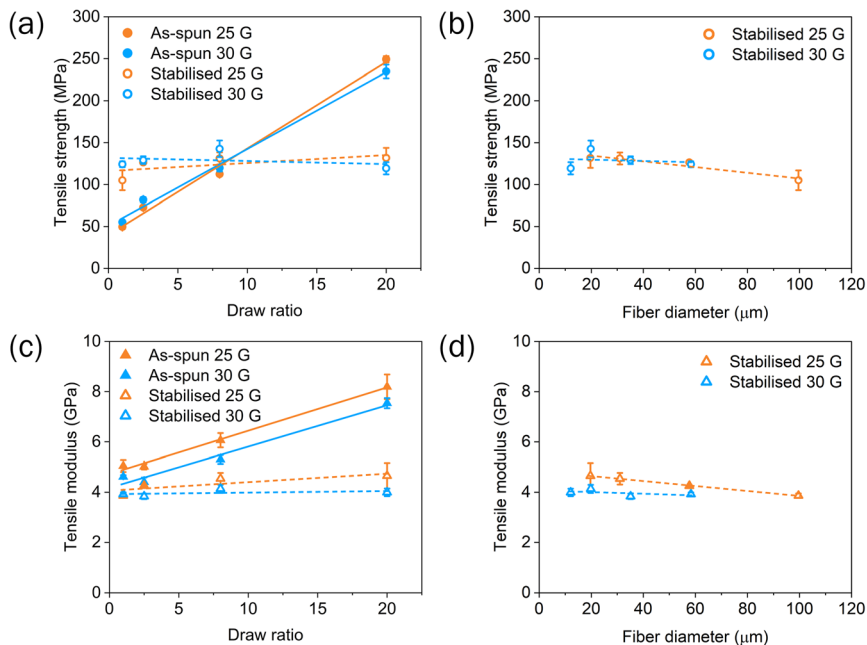 (a)
As-spun 25 G
As-spun 30 G
Stabilised 25 G
Stabilised 30 G
Tensile strength (MPa)
300
250
200
150
100
50
0
0 5 10 15 20
Draw ratio
(b)
Stabilised 25 G
Stabilised 30 G
Tensile strength (MPa)
300
250
200
150
100
50
0
0 20 40 60 80 100 120
Fiber diameter (μm)
(c)
As-spun 25 G
As-spun 30 G
Stabilised 25 G
Stabilised 30 G
Tensile modulus (GPa)
10
8
6
4
2
0
0 5 10 15 20
Draw ratio
(d)
Stabilised 25 G
Stabilised 30 G
Tensile modulus (GPa)
10
8
6
4
2
0
0 20 40 60 80 100 120
Fiber diameter (μm)